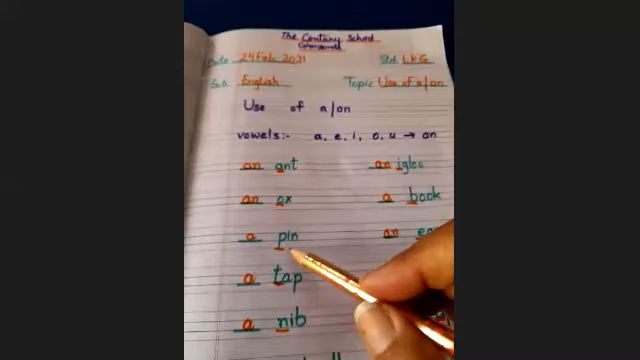 The Century School
Date 24 Feb. 2021 Std. LKG
Sub. English Topic Use of a/an
Use of a/an
vowels:- a, e, i, o, u → an
an ant an igloo
an ox a book
a pin an
a tap
a nib